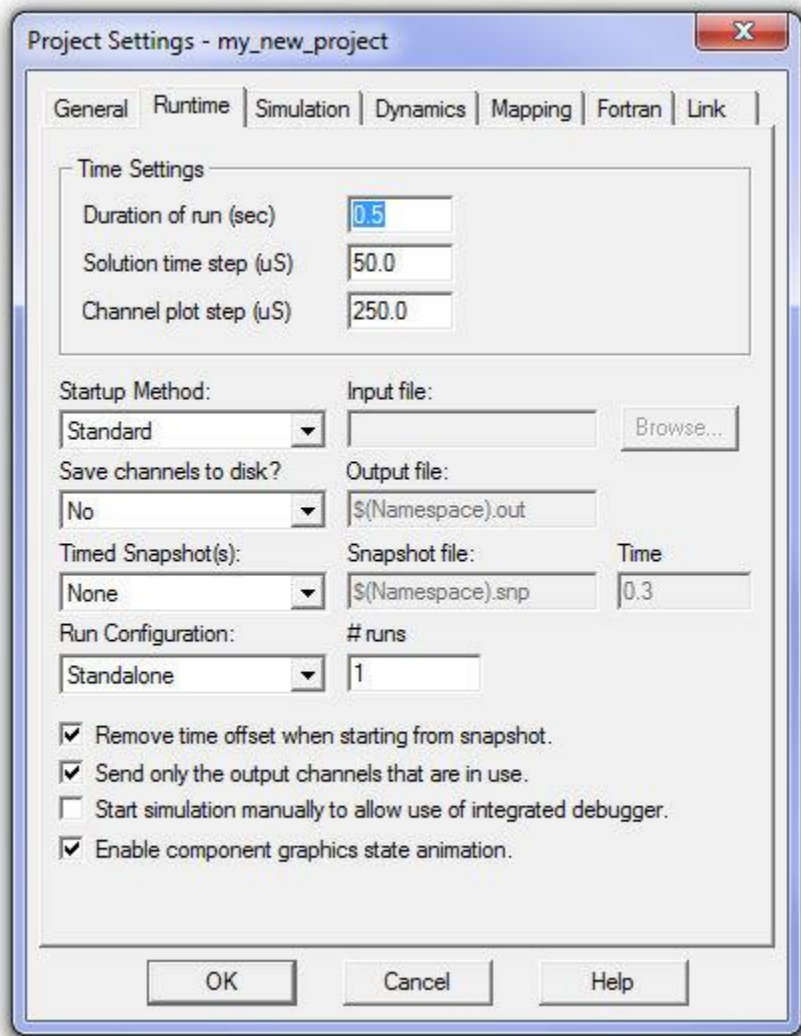 Project Settings - my_new_project
X
General Runtime Simulation Dynamics Mapping Fortran Link
Time Settings
Duration of run (sec) 0.5
Solution time step (uS) 50.0
Channel plot step (uS) 250.0
Startup Method: Input file:
Standard Browse...
Save channels to disk? Output file:
No $(Namespace).out
Timed Snapshot(s): Snapshot file: Time
None $(Namespace).snp 0.3
Run Configuration: # runs
Standalone 1
Remove time offset when starting from snapshot.
Send only the output channels that are in use.
Start simulation manually to allow use of integrated debugger.
Enable component graphics state animation.
OK Cancel Help